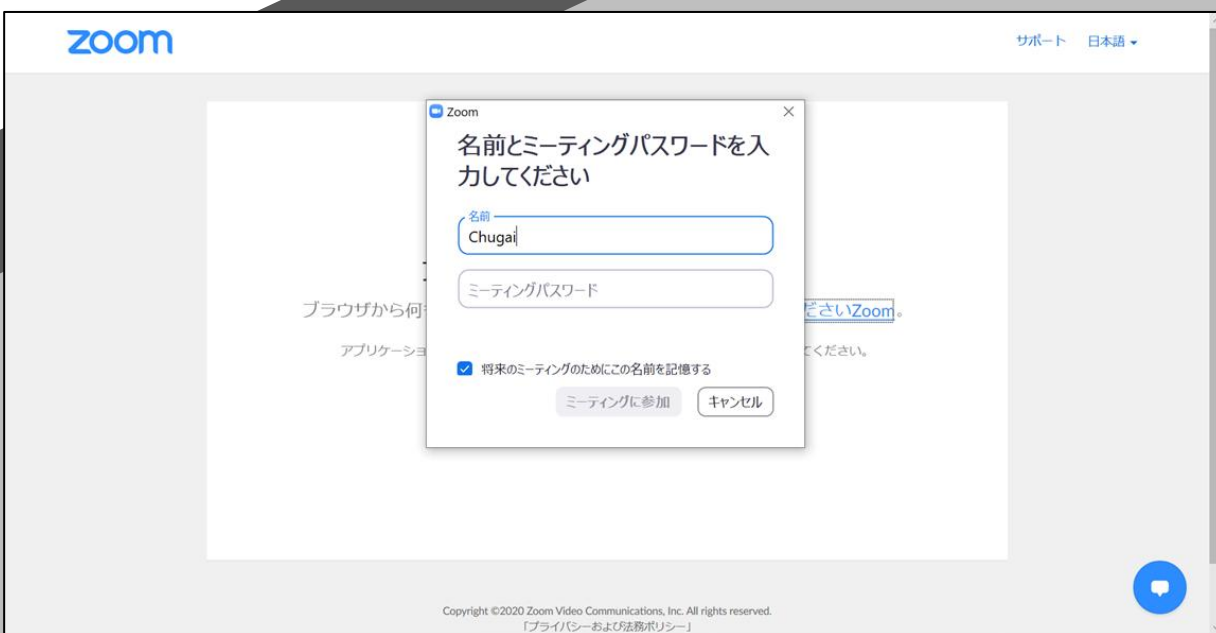 zoom
サポート 日本語
Zoom
名前とミーティングパスワードを入
力してください
名前
Chugai
ミーティングパスワード
ブラウザから何
ださいZoom。
アプリケーショ
てください。
将来のミーティングのためにこの名前を記憶する
ミーティングに参加 キャンセル
Copyright ©2020 Zoom Video Communications, Inc. All rights reserved.
「プライバシーおよび法務ポリシー」